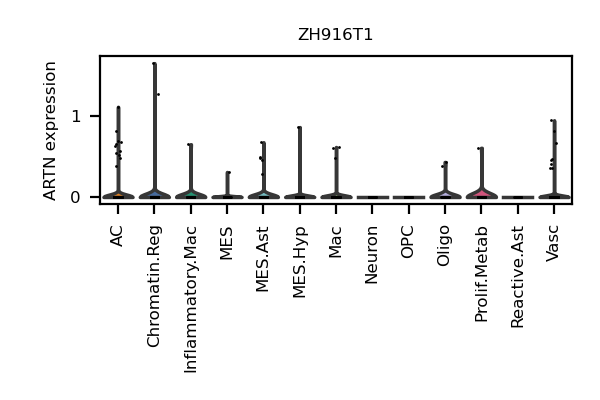 ZH916T1
ARTN expression
1
0
AC
Chromatin.Reg
Inflammatory.Mac
MES
MES.Ast
MES.Hyp
Mac
Neuron
OPC
Oligo
Prolif.Metab
Reactive.Ast
Vasc